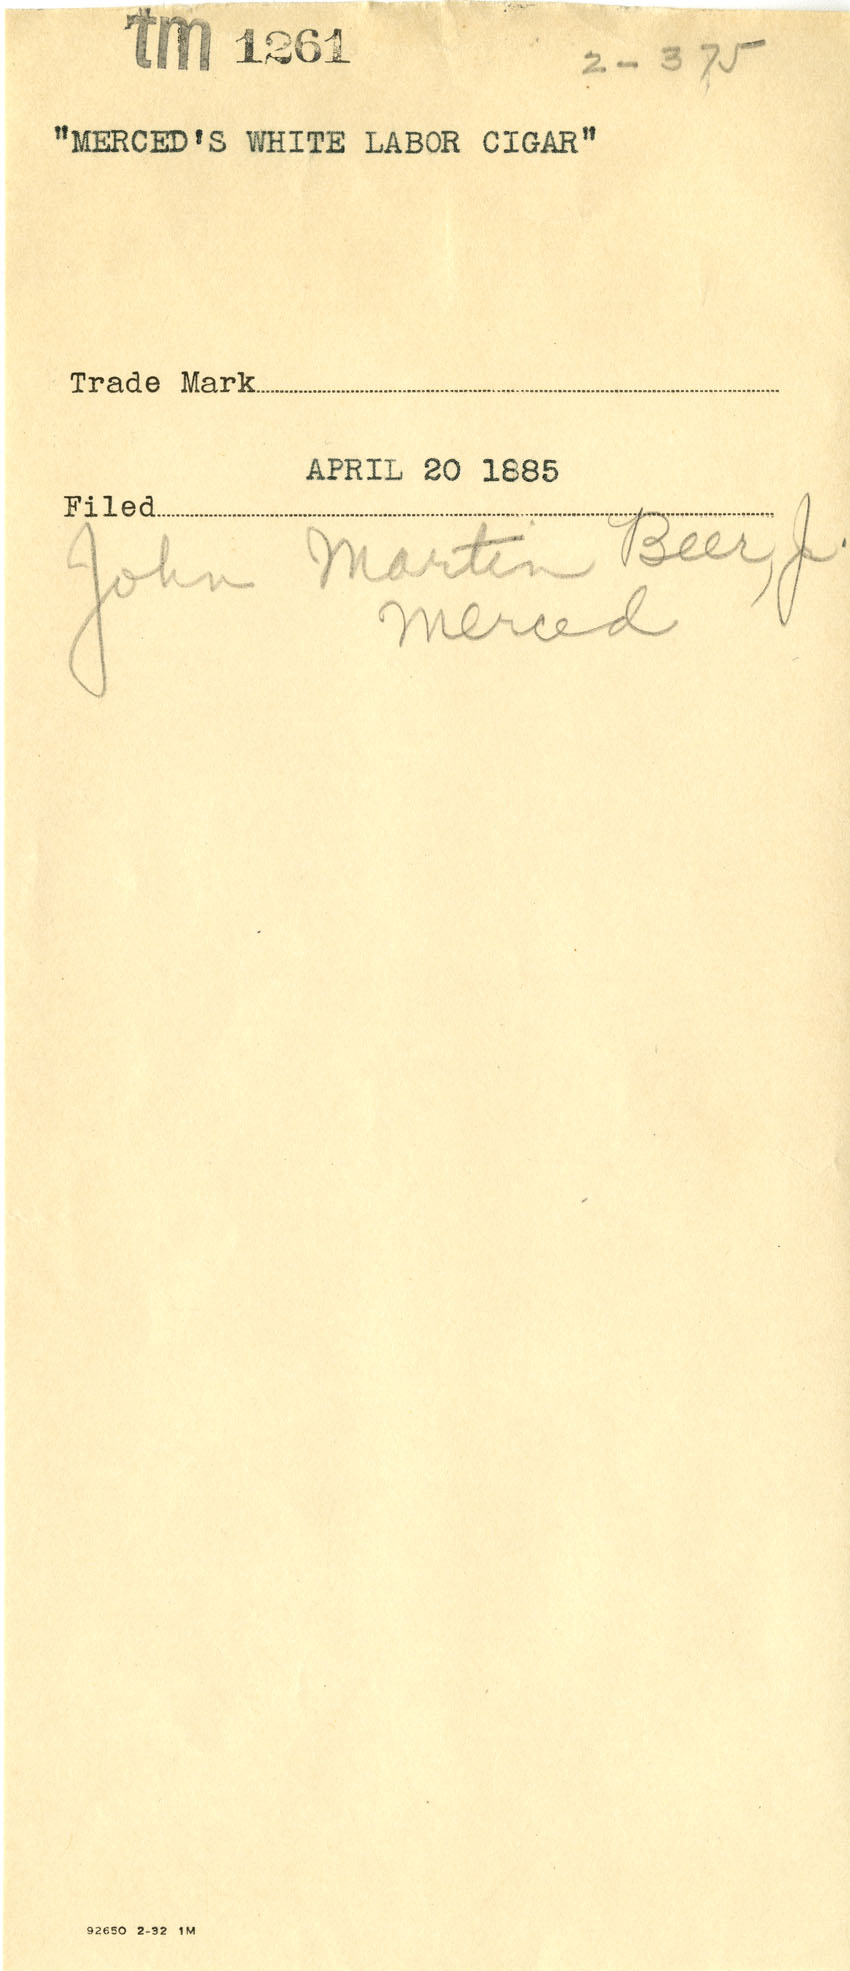 tm 1261
2-375
"MERCED'S WHITE LABOR CIGAR"
Trade Mark
APRIL 20 1885
Filed
John Martin Beer, Jr.
Merced
92650 2-32 1M